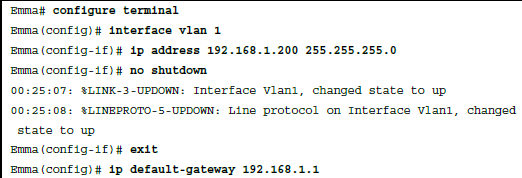 Emma# configure terminal
Emma(config)# interface vlan 1
Emma(config-if)# ip address 192.168.1.200 255.255.255.0
Emma(config-if)# no shutdown
00:25:07: %LINK-3-UPDOWN: Interface Vlan1, changed state to up
00:25:08: %LINEPROTO-5-UPDOWN: Line protocol on Interface Vlan1, changed
state to up
Emma(config-if)# exit
Emma(config)# ip default-gateway 192.168.1.1